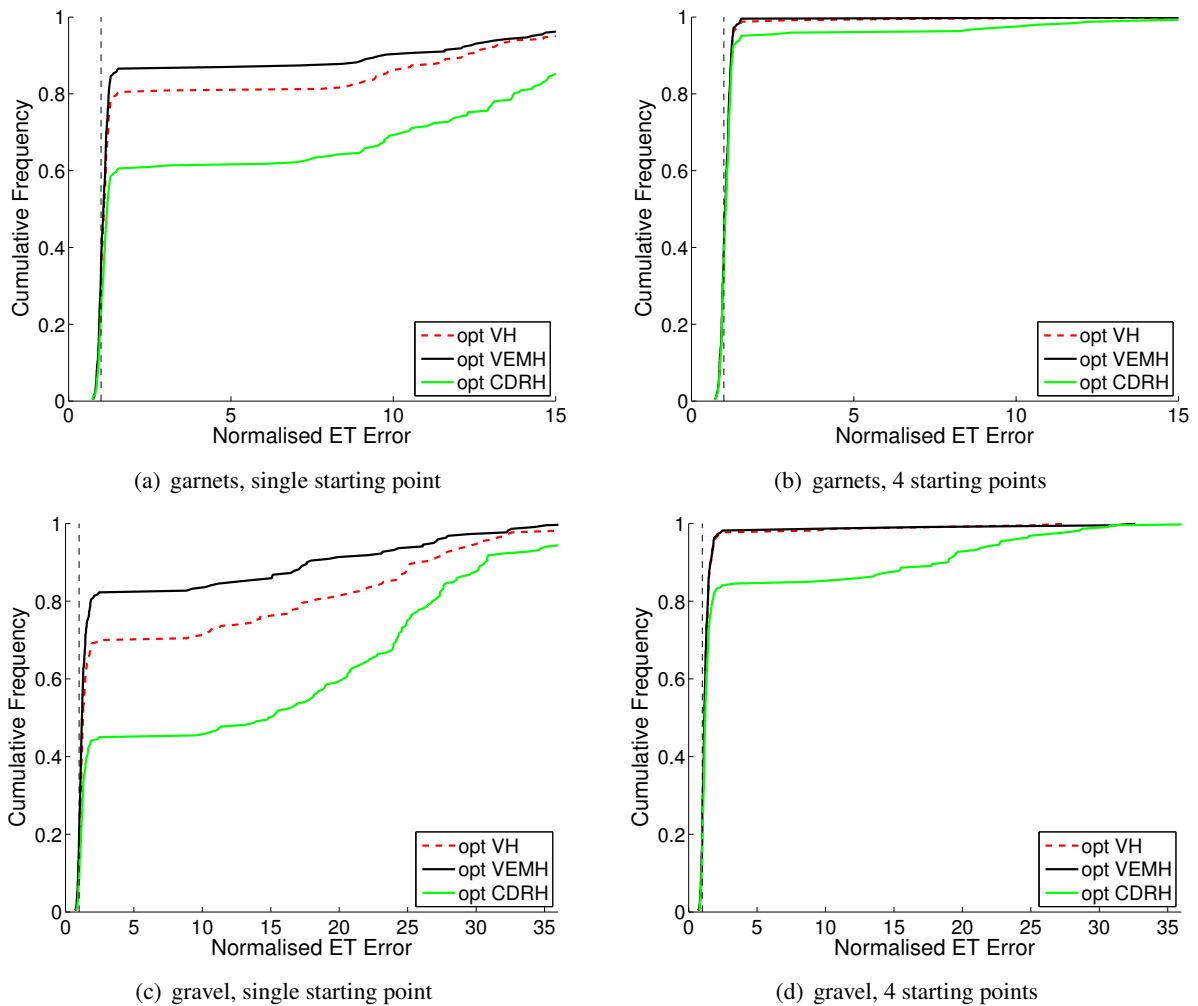 1
0.8
0.6
0.4
0.2
0
Cumulative Frequency
opt VH
opt VEMH
opt CDRH
0 5 10 15
Normalised ET Error
(a) garnets, single starting point
1
0.8
0.6
0.4
0.2
0
Cumulative Frequency
opt VH
opt VEMH
opt CDRH
0 5 10 15
Normalised ET Error
(b) garnets, 4 starting points
1
0.8
0.6
0.4
0.2
0
Cumulative Frequency
opt VH
opt VEMH
opt CDRH
0 5 10 15 20 25 30 35
Normalised ET Error
(c) gravel, single starting point
1
0.8
0.6
0.4
0.2
0
Cumulative Frequency
opt VH
opt VEMH
opt CDRH
0 5 10 15 20 25 30 35
Normalised ET Error
(d) gravel, 4 starting points